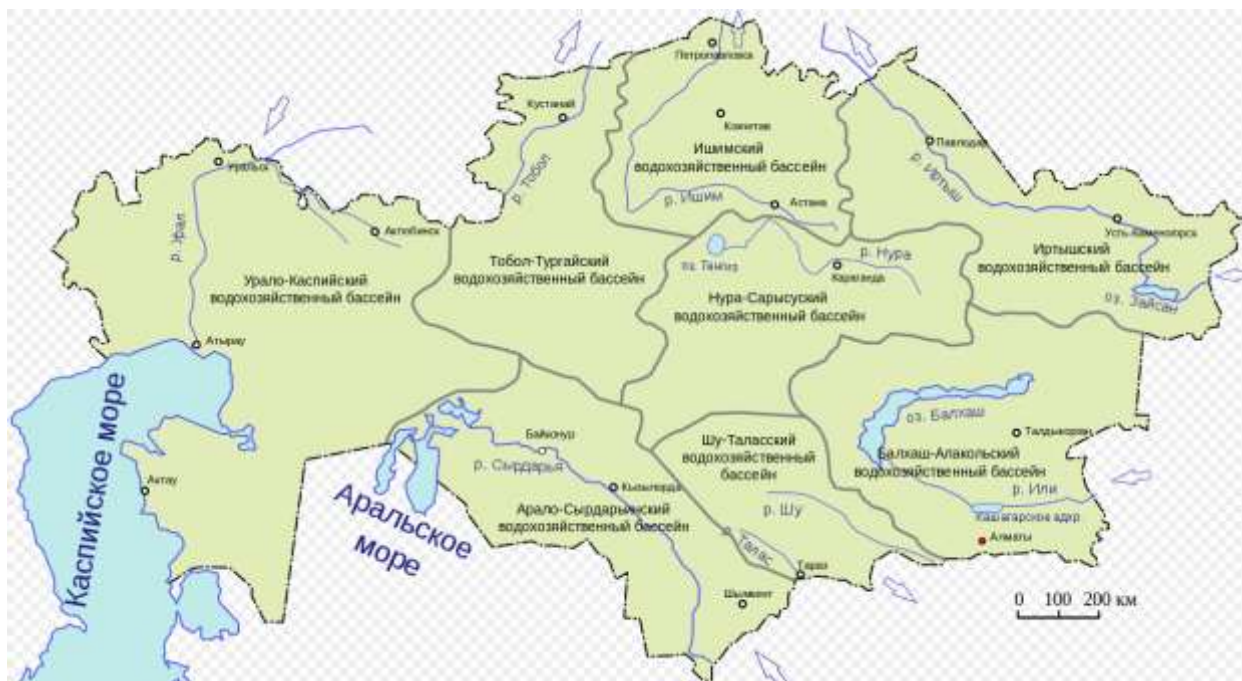 Петропавловск
Кустанай
Кокчетав
Павлодар
Ишимский
водохозяйственный бассейн
р. Тобол
р. Иртыш
р. Ишим
Астана
Уральск
Актюбинск
р. Урал
Усть-Каменогорск
Иртышский
водохозяйственный бассейн
р. Нура
Караганда
оз. Тенгиз
оз. Зайсан
Тобол-Тургайский
водохозяйственный бассейн
Урало-Каспийский
водохозяйственный бассейн
Нура-Сарысуский
водохозяйственный бассейн
Атырау
Каспийское море
Актау
оз. Балхаш
Талдыкорган
Балхаш-Алакольский
водохозяйственный бассейн
р. Или
Алматы
Шу-Таласский
водохозяйственный
бассейн
р. Шу
Талас
Тараз
Байконур
р. Сырдарья
Кызылорда
Арало-Сырдарьинский
водохозяйственный бассейн
Аральское
море
Шымкент
0 100 200 км